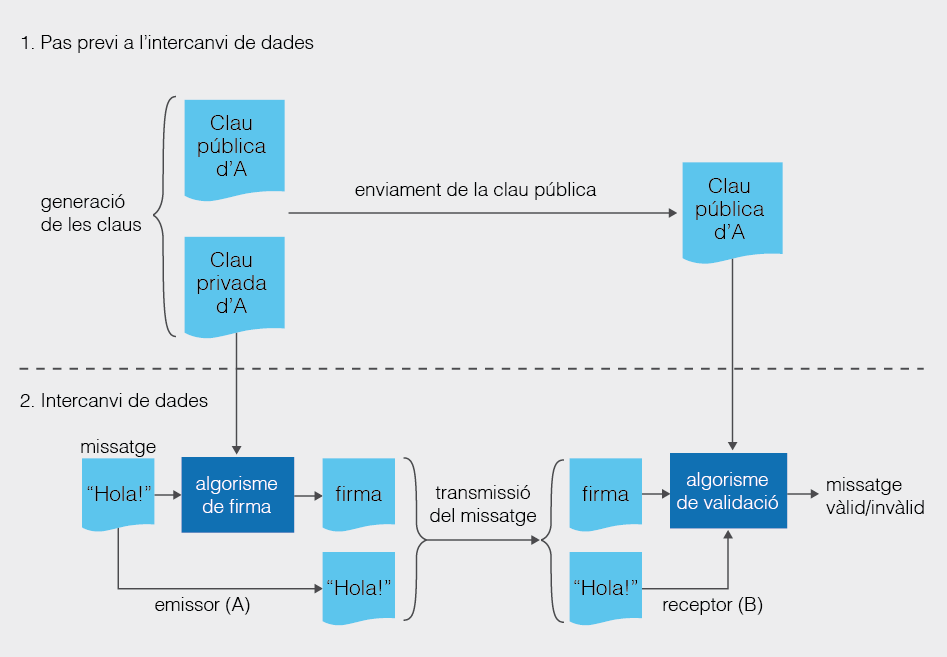 1. Pas previ a l’intercanvi de dades
Clau
pública
d’A
generació
de les claus
enviament de la clau pública
Clau
pública
d’A
Clau
privada
d’A
2. Intercanvi de dades
missatge
“Hola!”
algorisme
de firma
firma
transmissió
del missatge
firma
algorisme
de validació
missatge
vàlid/invàlid
“Hola!”
“Hola!”
emissor (A)
receptor (B)